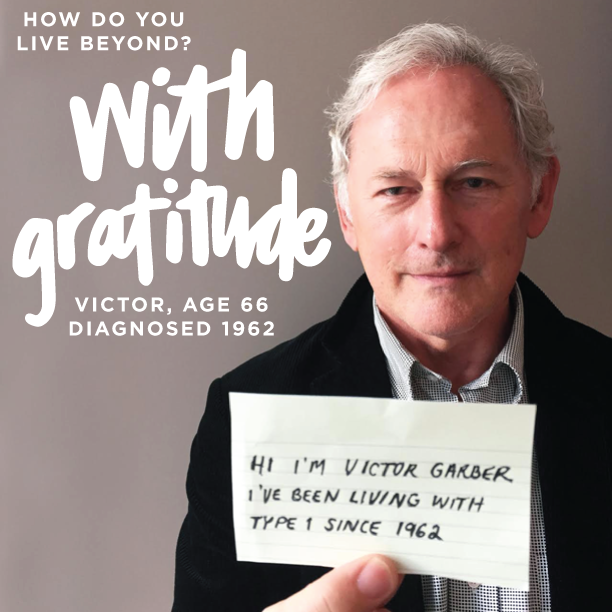 HOW DO YOU
LIVE BEYOND?
with
gratitude
VICTOR, AGE 66
DIAGNOSED 1962
HI I'M VICTOR GARBER
I'VE BEEN LIVING WITH
TYPE 1 SINCE 1962